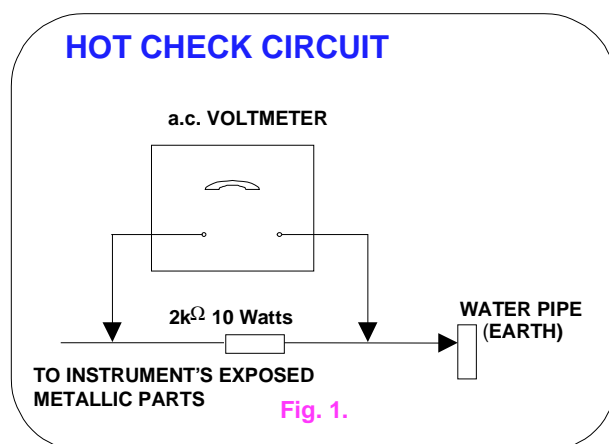 HOT CHECK CIRCUIT
a.c. VOLTMETER
2kΩ 10 Watts
WATER PIPE
(EARTH)
TO INSTRUMENT'S EXPOSED
METALLIC PARTS
Fig. 1.